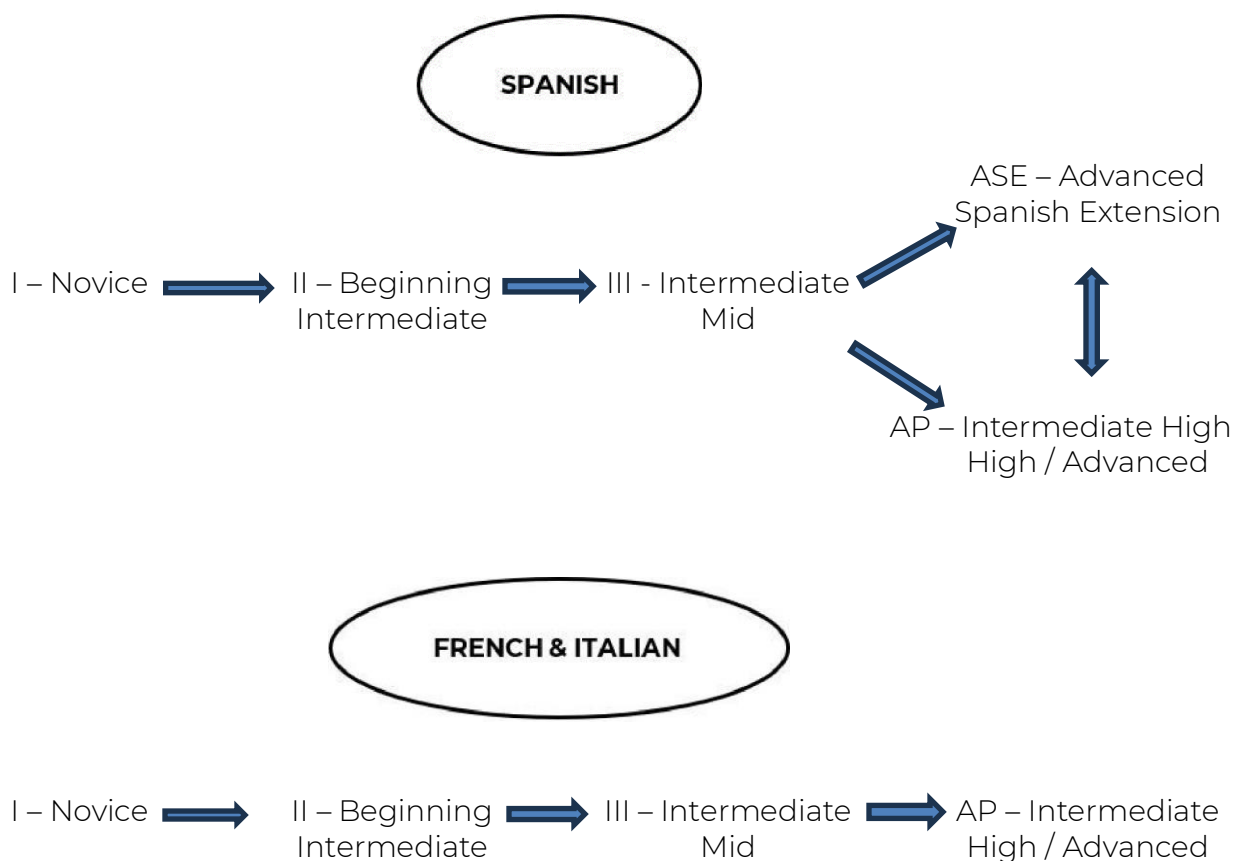 SPANISH
ASE – Advanced
Spanish Extension
I – Novice
II – Beginning
Intermediate
III - Intermediate
Mid
AP – Intermediate High
High / Advanced
FRENCH & ITALIAN
I – Novice
II – Beginning
Intermediate
III – Intermediate
Mid
AP – Intermediate
High / Advanced